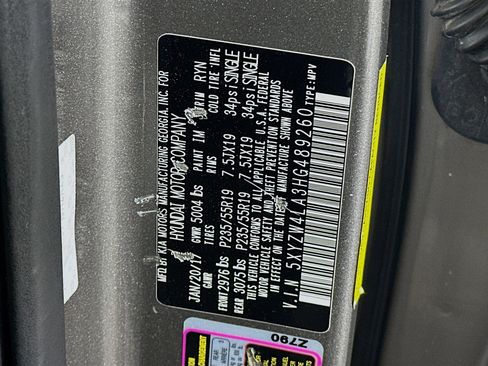 MFD. BY KIA MOTORS MANUFACTURING GEORGIA, INC. FOR
HYUNDAI MOTOR COMPANY
JAN/20/17 GVWR 5004 lbs PAINT TM TRIM RYN
GAWR TIRES RIMS COLD TIRE INFL
FRONT 2976 lbs P235/55R19 7.5JX19 34psi SINGLE
REAR 3075 lbs P235/55R19 7.5JX19 34psi SINGLE
THIS VEHICLE CONFORMS TO ALL APPLICABLE U.S.A. FEDERAL
MOTOR VEHICLE SAFETY AND THEFT PREVENTION STANDARDS
IN EFFECT ON THE DATE OF MANUFACTURE SHOWN ABOVE
V.I.N 5XYZW4LA3HG489260 TYPE:MPV
Z790